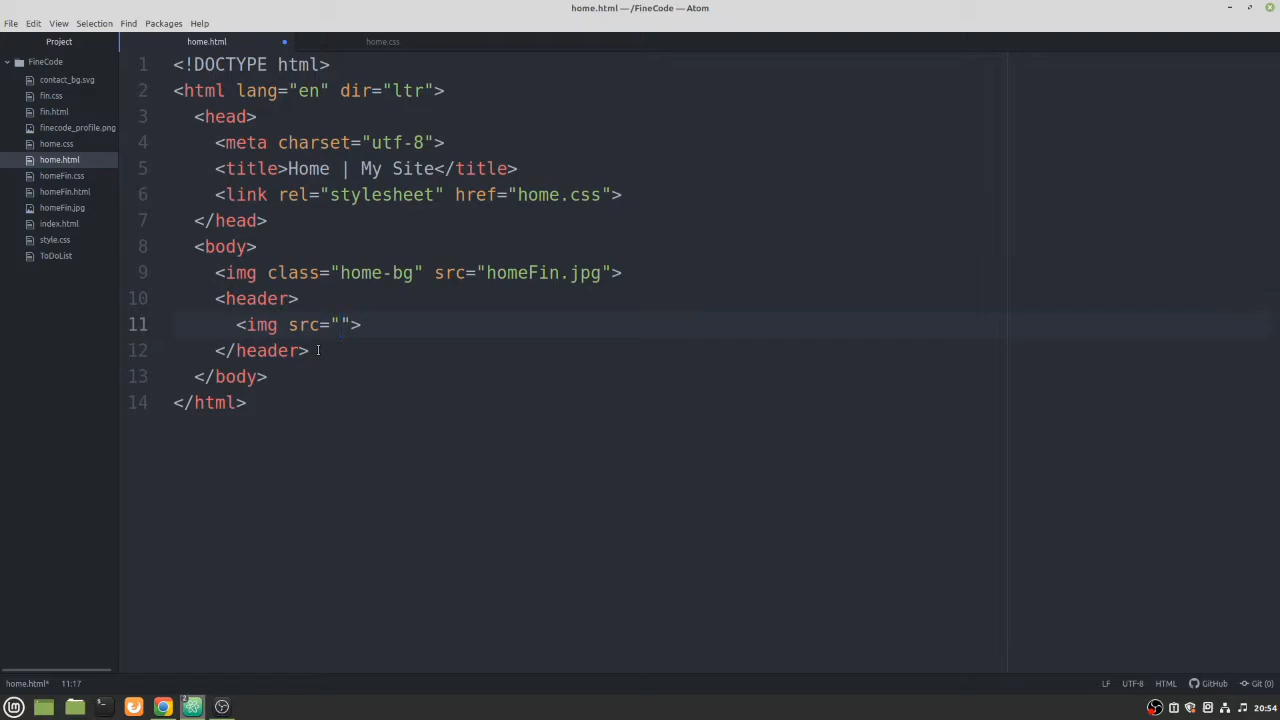 home.html — /FineCode — Atom
File Edit View Selection Find Packages Help
Project
home.html
home.css
FineCode
contact_bg.svg
fin.css
fin.html
finecode_profile.png
home.css
home.html
homeFin.css
homeFin.html
homeFin.jpg
index.html
style.css
ToDoList
1 <!DOCTYPE html>
2 <html lang="en" dir="ltr">
3 <head>
4 <meta charset="utf-8">
5 <title>Home | My Site</title>
6 <link rel="stylesheet" href="home.css">
7 </head>
8 <body>
9 <img class="home-bg" src="homeFin.jpg">
10 <header>
11 <img src="">
12 </header>
13 </body>
14 </html>
home.html* 11:17
LF UTF-8 HTML GitHub Git (0)
2
20:54